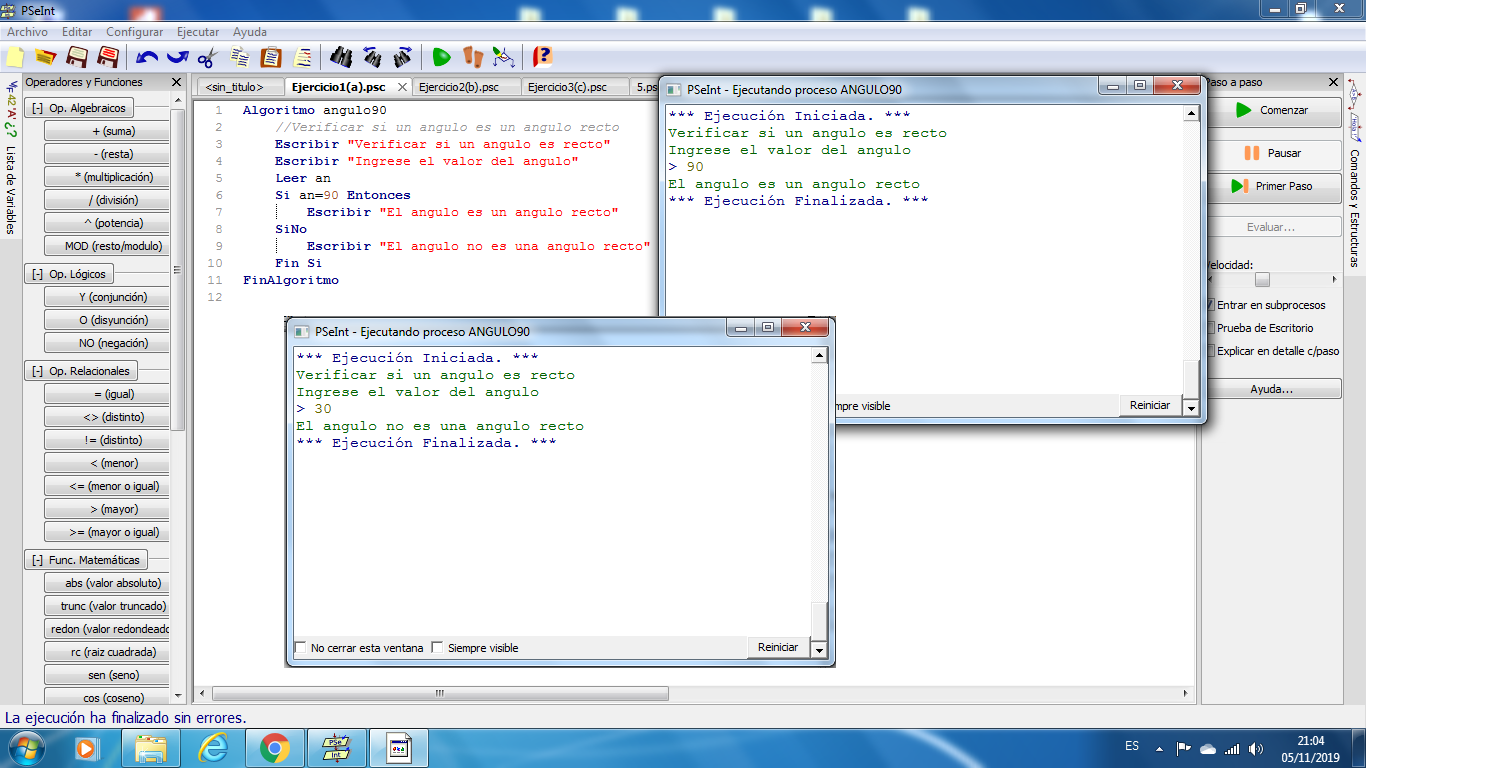 PSeInt
Archivo Editar Configurar Ejecutar Ayuda
Operadores y Funciones
[-] Op. Algebraicos
+ (suma)
- (resta)
* (multiplicación)
/ (división)
^ (potencia)
MOD (resto/modulo)
[-] Op. Lógicos
Y (conjunción)
O (disyunción)
NO (negación)
[-] Op. Relacionales
= (igual)
<> (distinto)
!= (distinto)
< (menor)
<= (menor o igual)
> (mayor)
>= (mayor o igual)
[-] Func. Matemáticas
abs (valor absoluto)
trunc (valor truncado)
redon (valor redondeado
rc (raiz cuadrada)
sen (seno)
cos (coseno)
Lista de Variables
<sin_titulo> Ejercicio1(a).psc Ejercicio2(b).psc Ejercicio3(c).psc 5.ps
1 Algoritmo angulo90
2 //Verificar si un angulo es un angulo recto
3 Escribir "Verificar si un angulo es recto"
4 Escribir "Ingrese el valor del angulo"
5 Leer an
6 Si an=90 Entonces
7 Escribir "El angulo es un angulo recto"
8 SiNo
9 Escribir "El angulo no es una angulo recto"
10 Fin Si
11 FinAlgoritmo
12
PSeInt - Ejecutando proceso ANGULO90
*** Ejecución Iniciada. ***
Verificar si un angulo es recto
Ingrese el valor del angulo
> 90
El angulo es un angulo recto
*** Ejecución Finalizada. ***
mpre visible
Reiniciar
PSeInt - Ejecutando proceso ANGULO90
*** Ejecución Iniciada. ***
Verificar si un angulo es recto
Ingrese el valor del angulo
> 30
El angulo no es una angulo recto
*** Ejecución Finalizada. ***
No cerrar esta ventana Siempre visible
Reiniciar
aso a paso
Comenzar
Pausar
Primer Paso
Evaluar...
elocidad:
Entrar en subprocesos
Prueba de Escritorio
Explicar en detalle c/paso
Ayuda...
Comandos y Estructuras
La ejecución ha finalizado sin errores.
ES
21:04
05/11/2019